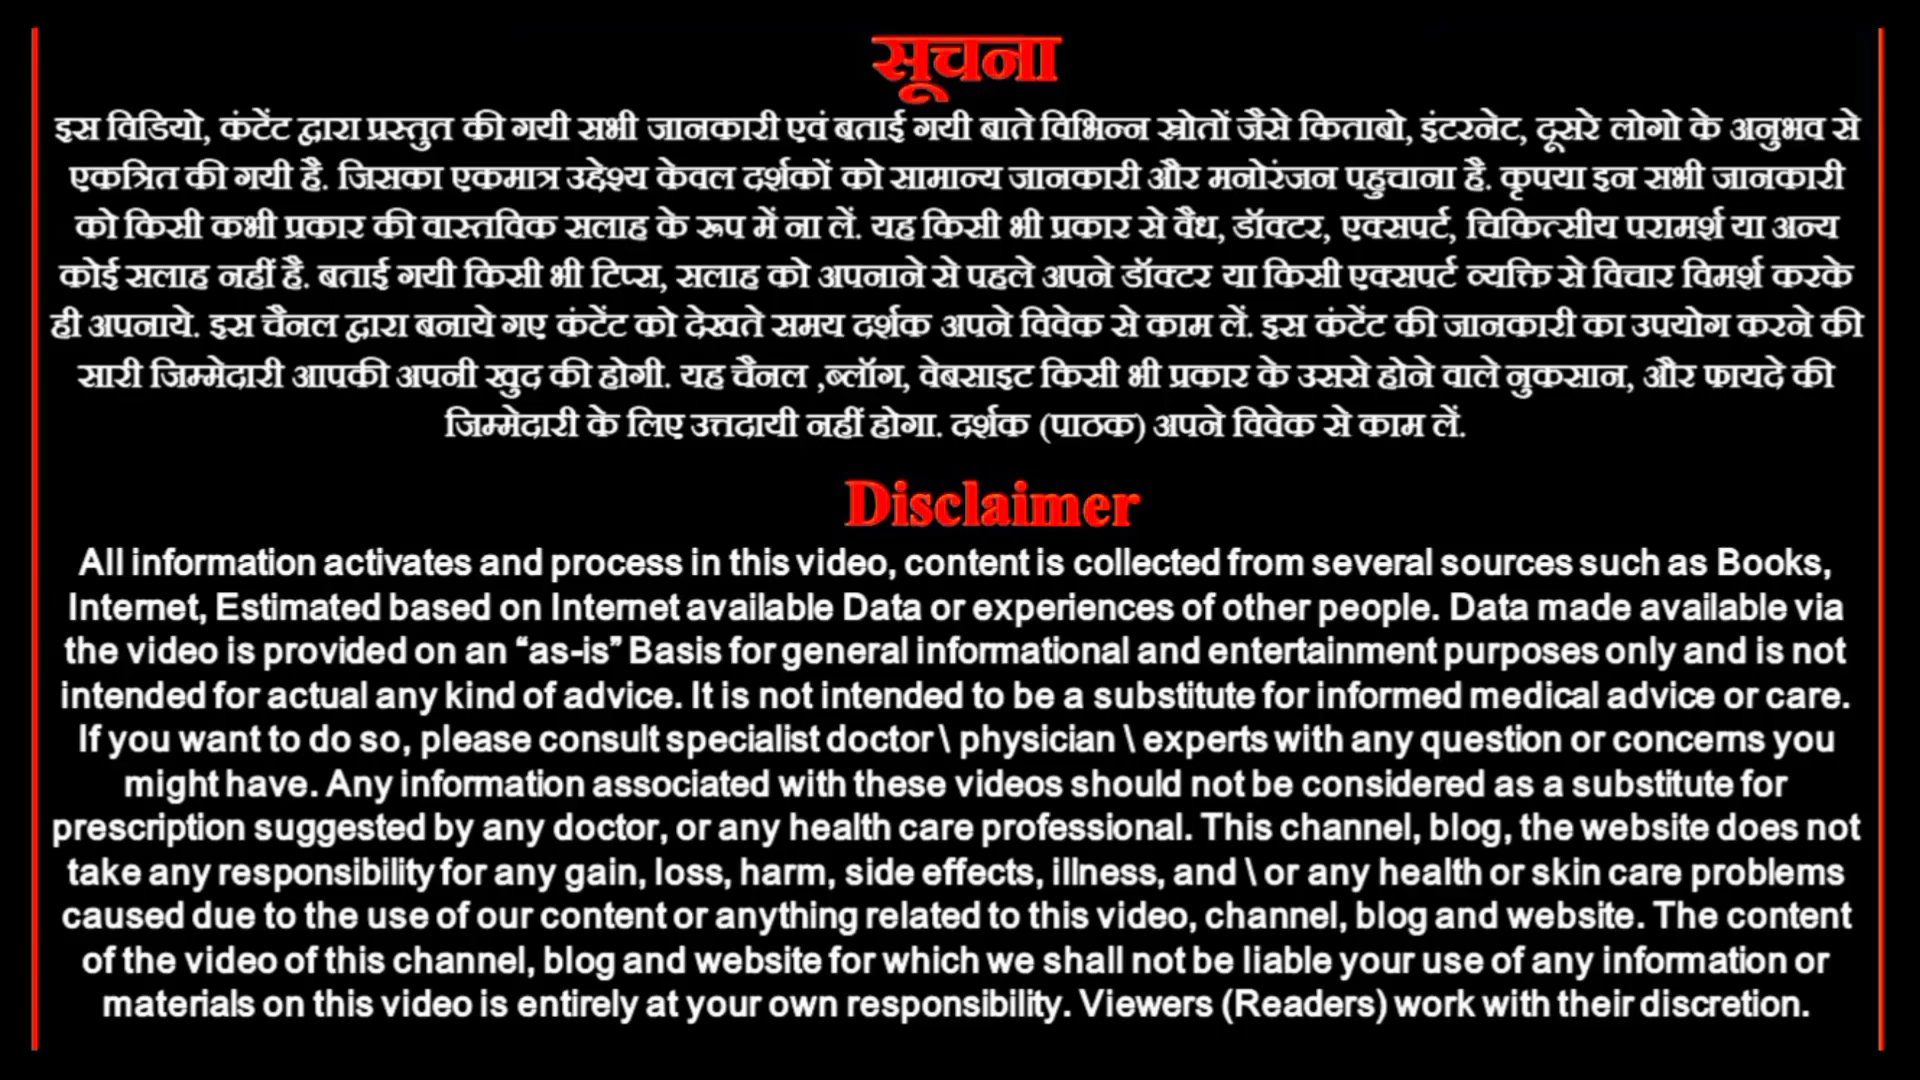 सूचना
इस विडियो, कंटेंट द्वारा प्रस्तुत की गयी सभी जानकारी एवं बताई गयी बाते विभिन्न स्रोतों जैसे किताबो, इंटरनेट, दूसरे लोगो के अनुभव से
एकत्रित की गयी है. जिसका एकमात्र उद्देश्य केवल दर्शकों को सामान्य जानकारी और मनोरंजन पहुचाना है. कृपया इन सभी जानकारी
को किसी कभी प्रकार की वास्तविक सलाह के रूप में ना लें. यह किसी भी प्रकार से वैध, डॉक्टर, एक्सपर्ट, चिकित्सीय परामर्श या अन्य
कोई सलाह नहीं है. बताई गयी किसी भी टिप्स, सलाह को अपनाने से पहले अपने डॉक्टर या किसी एक्सपर्ट व्यक्ति से विचार विमर्श करके
ही अपनाये. इस चैनल द्वारा बनाये गए कंटेंट को देखते समय दर्शक अपने विवेक से काम लें. इस कंटेंट की जानकारी का उपयोग करने की
सारी जिम्मेदारी आपकी अपनी खुद की होगी. यह चैनल ,ब्लॉग, वेबसाइट किसी भी प्रकार के उससे होने वाले नुकसान, और फायदे की
जिम्मेदारी के लिए उत्तदायी नहीं होगा. दर्शक (पाठक) अपने विवेक से काम लें.
Disclaimer
All information activates and process in this video, content is collected from several sources such as Books,
Internet, Estimated based on Internet available Data or experiences of other people. Data made available via
the video is provided on an “as-is” Basis for general informational and entertainment purposes only and is not
intended for actual any kind of advice. It is not intended to be a substitute for informed medical advice or care.
If you want to do so, please consult specialist doctor \ physician \ experts with any question or concerns you
might have. Any information associated with these videos should not be considered as a substitute for
prescription suggested by any doctor, or any health care professional. This channel, blog, the website does not
take any responsibility for any gain, loss, harm, side effects, illness, and \ or any health or skin care problems
caused due to the use of our content or anything related to this video, channel, blog and website. The content
of the video of this channel, blog and website for which we shall not be liable your use of any information or
materials on this video is entirely at your own responsibility. Viewers (Readers) work with their discretion.